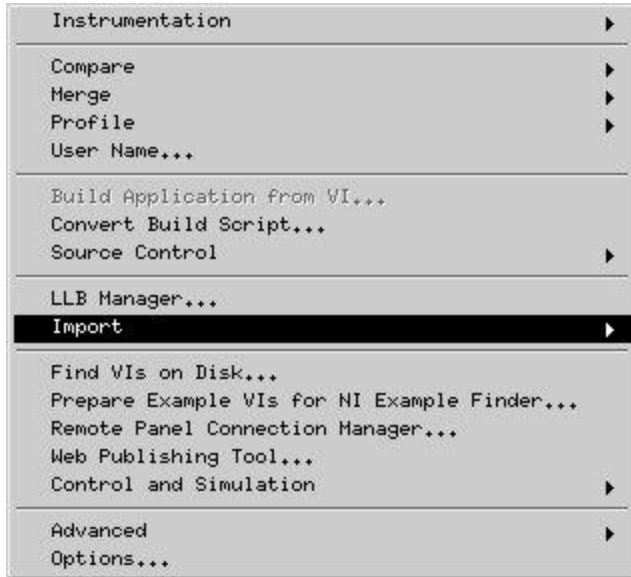 Instrumentation
Compare
Merge
Profile
User Name...
Build Application from VI...
Convert Build Script...
Source Control
LLB Manager...
Import
Find VIs on Disk...
Prepare Example VIs for NI Example Finder...
Remote Panel Connection Manager...
Web Publishing Tool...
Control and Simulation
Advanced
Options...